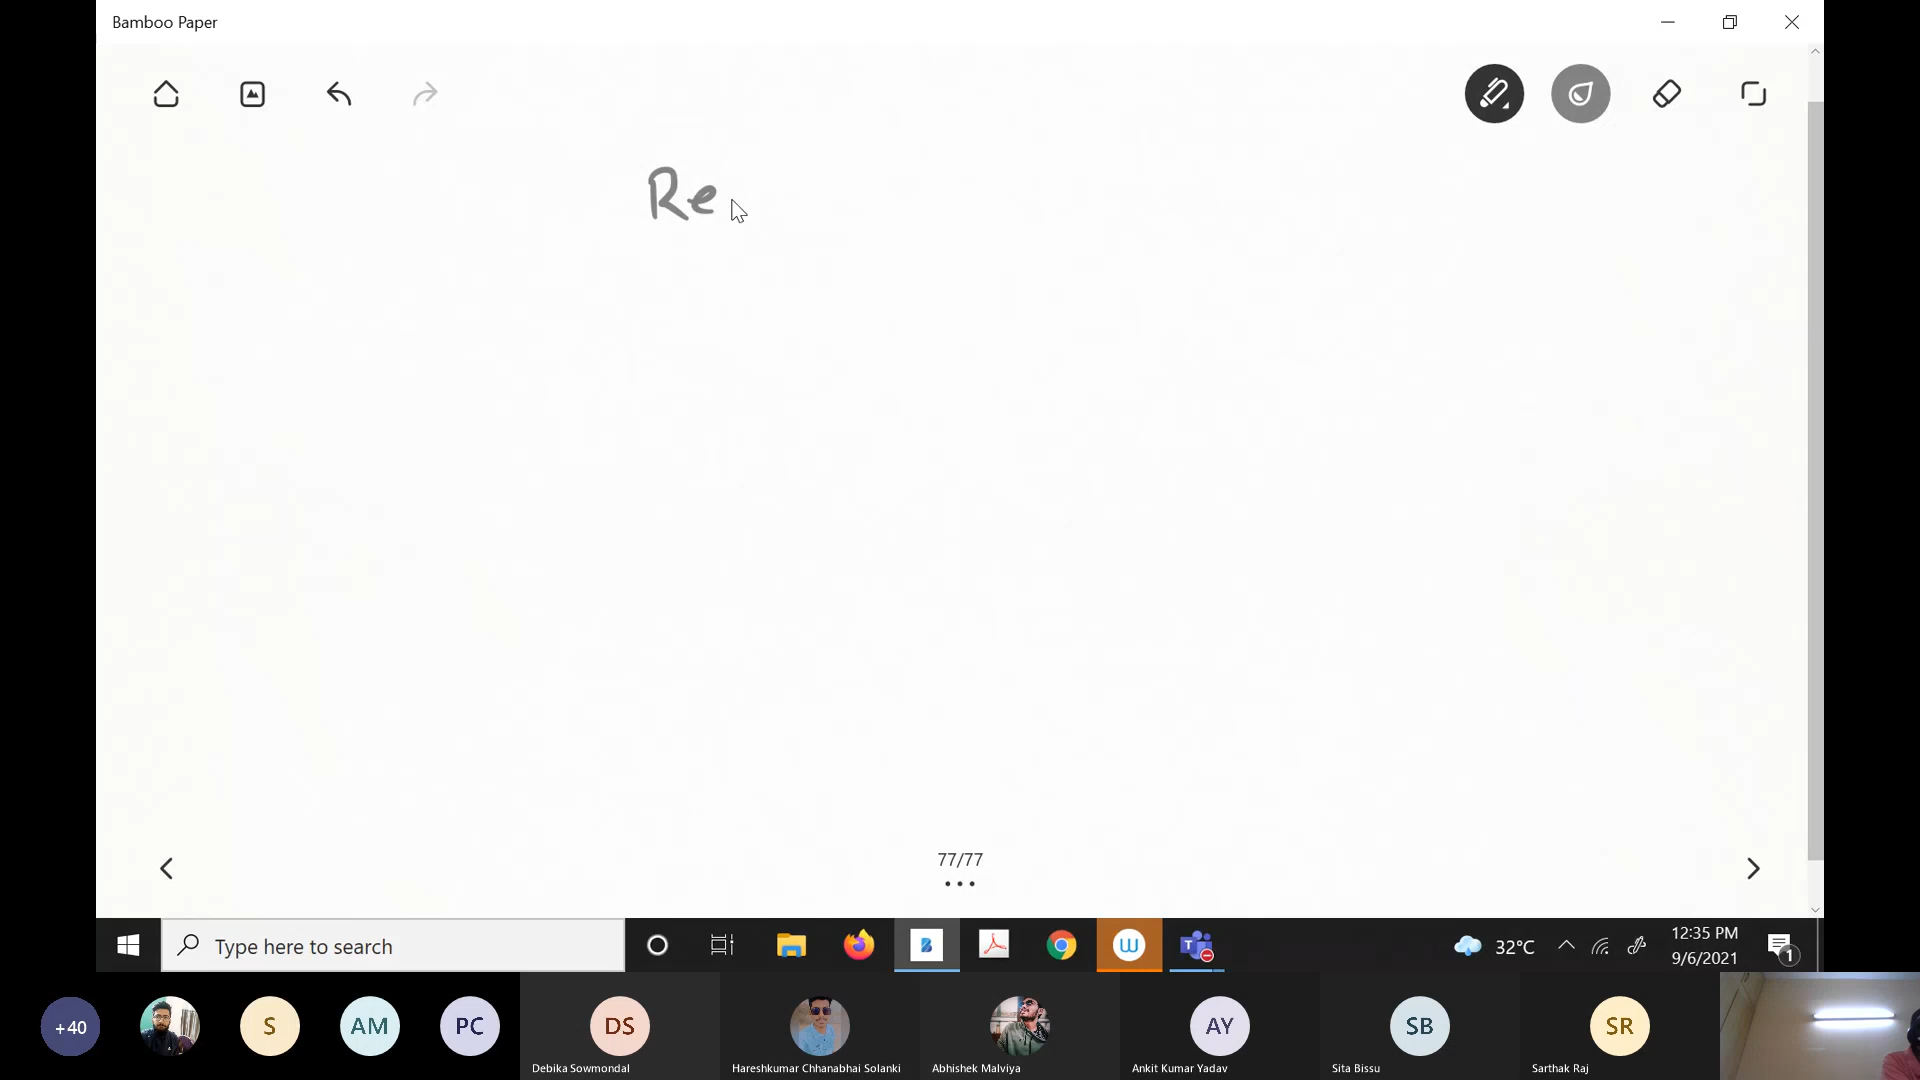 Bamboo Paper
Re
77/77
Type here to search
32°C
12:35 PM
9/6/2021
1
+40
S
AM
PC
DS
AY
SB
SR
Debika Sowmondal
Hareshkumar Chhanabhai Solanki
Abhishek Malviya
Ankit Kumar Yadav
Sita Bissu
Sarthak Raj